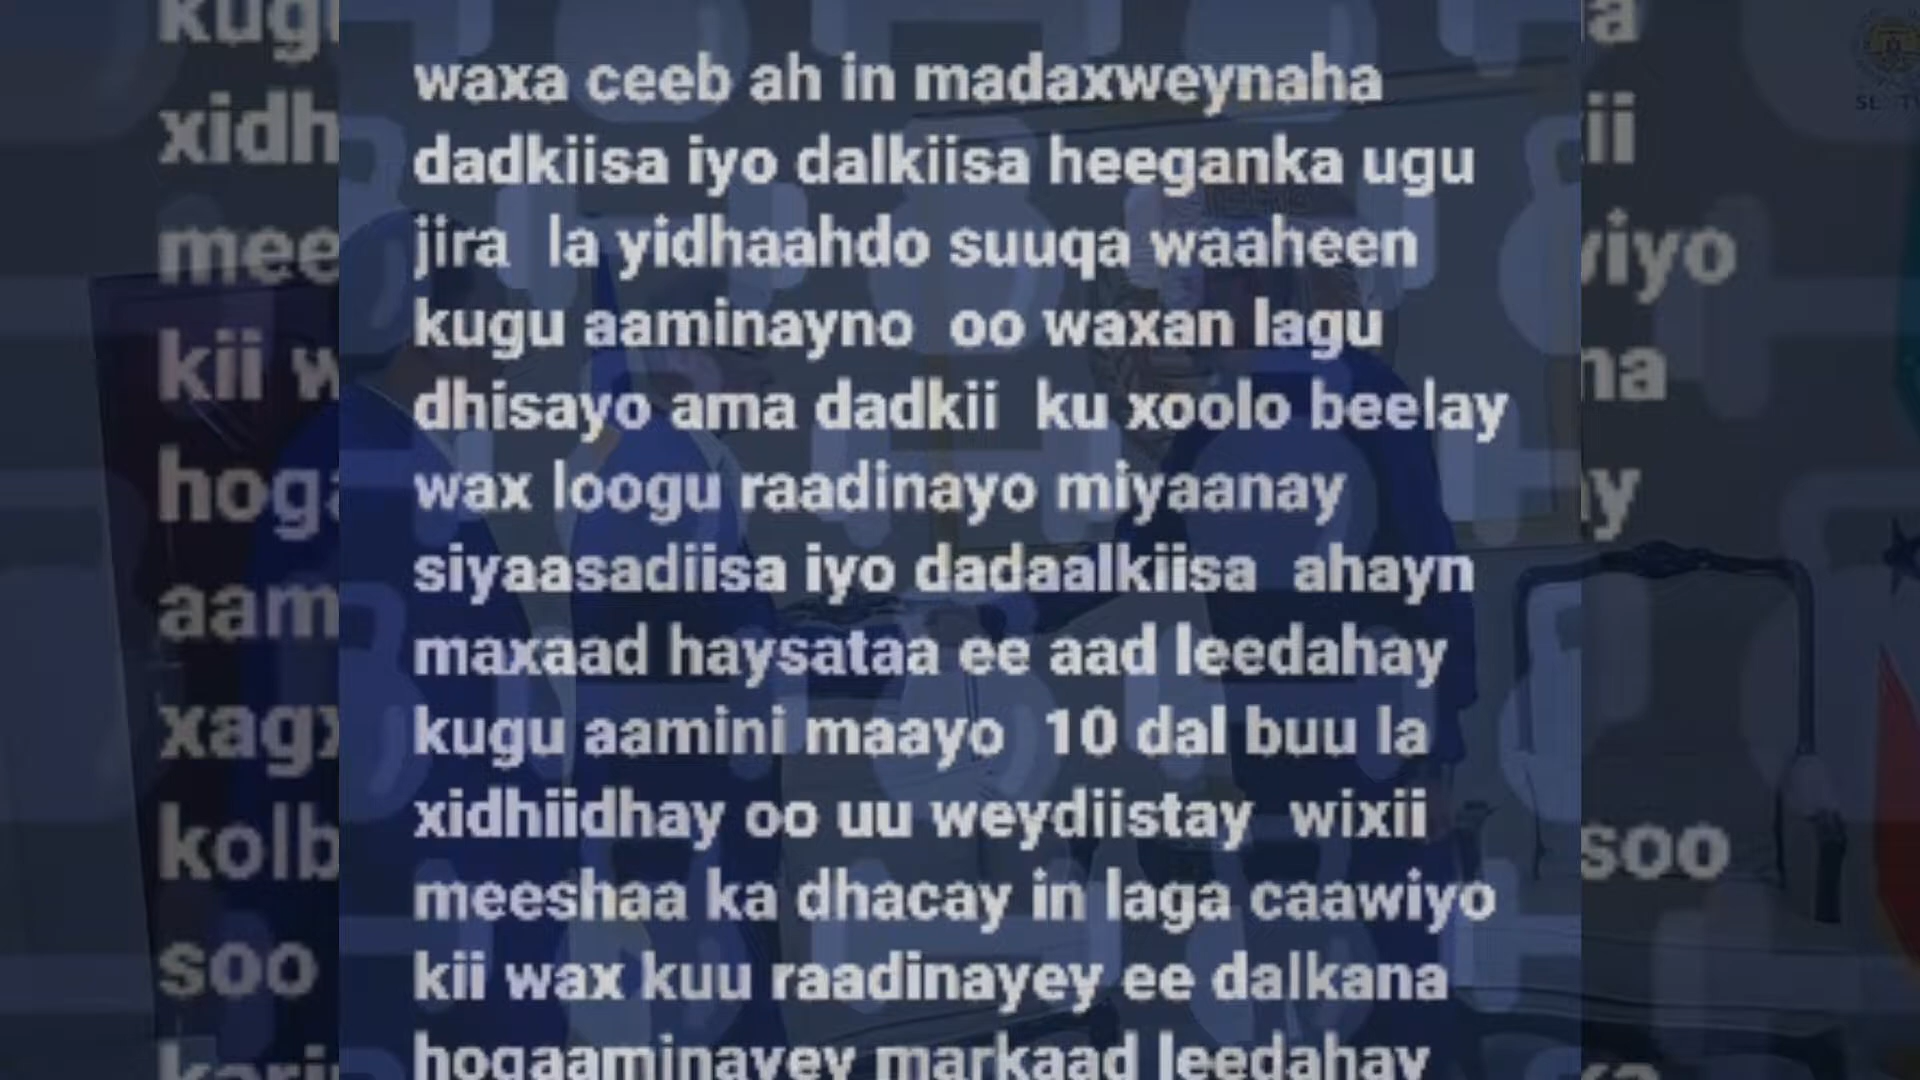 waxa ceeb ah in madaxweynaha
dadkiisa iyo dalkiisa heeganka ugu
jira la yidhaahdo suuqa waaheen
kugu aaminayno oo waxan lagu
dhisayo ama dadkii ku xoolo beelay
wax loogu raadinayo miyaanay
siyaasadiisa iyo dadaalkiisa ahayn
maxaad haysataa ee aad leedahay
kugu aamini maayo 10 dal buu la
xidhiidhay oo uu weydiistay wixii
meeshaa ka dhacay in laga caawiyo
kii wax kuu raadinayey ee dalkana
hogaaminayey markaad leedahay